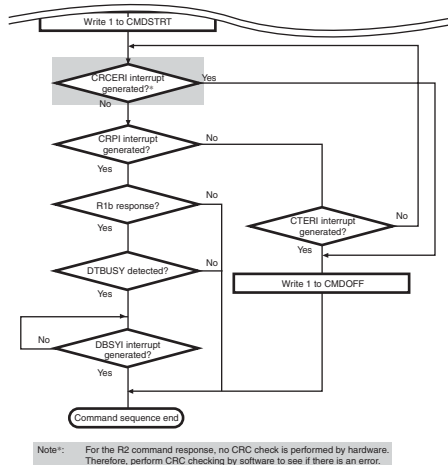 Write 1 to CMDSTRT
CRCERI interrupt
generated?*
Yes
No
CRPI interrupt
generated?
No
Yes
R1b response?
No
Yes
CTERI interrupt
generated?
No
Yes
DTBUSY detected?
No
Yes
Write 1 to CMDOFF
DBSYI interrupt
generated?
No
Yes
Command sequence end
Note*: For the R2 command response, no CRC check is performed by hardware.
Therefore, perform CRC checking by software to see if there is an error.